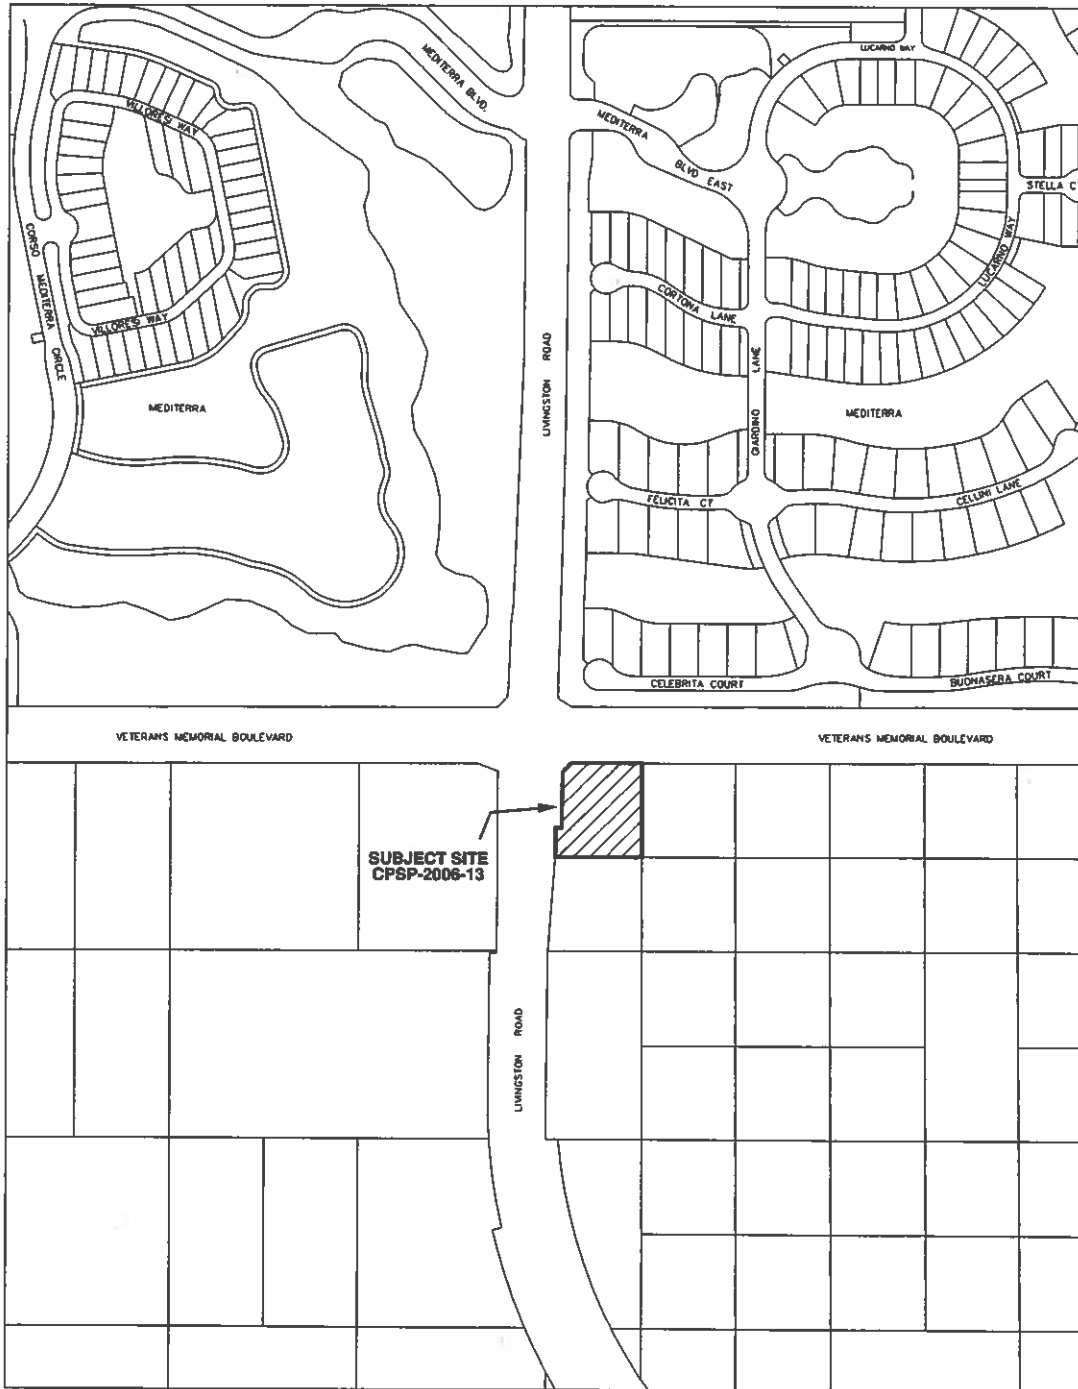 LUCARNO WAY
MEDITERRA BLVD.
VILLORESI WAY
MEDITERRA
BLVD EAST
STELLA C
CORSO MEDITERRA CIRCLE
LUCARNO WAY
CORTONA LANE
VILLORESI WAY
LIVINGSTON ROAD
GIARDINO LANE
MEDITERRA
MEDITERRA
FELICITA CT
CELLINI LANE
CELEBRITA COURT
BUONASERA COURT
VETERANS MEMORIAL BOULEVARD
VETERANS MEMORIAL BOULEVARD
SUBJECT SITE
CPSP-2006-13
LIVINGSTON ROAD